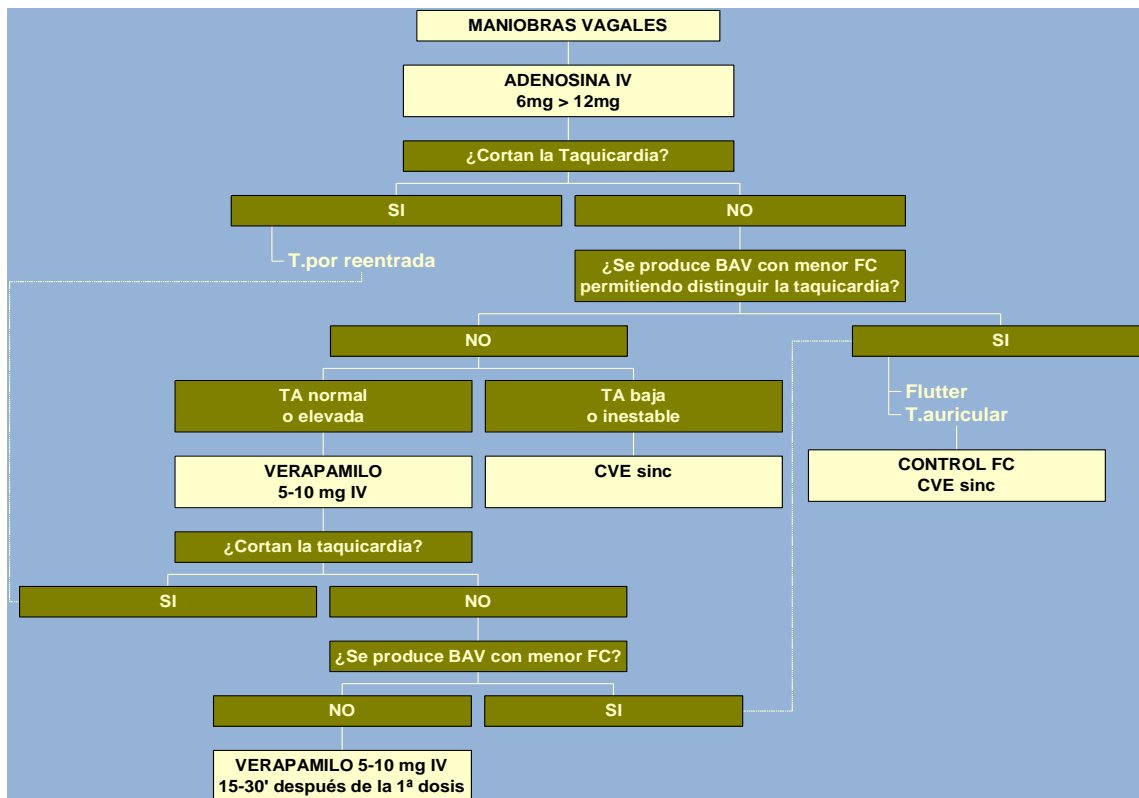 MANIOBRAS VAGALES
ADENOSINA IV
6mg > 12mg
¿Cortan la Taquicardia?
SI
NO
T.por reentrada
¿Se produce BAV con menor FC
permitiendo distinguir la taquicardia?
NO
SI
TA normal
o elevada
TA baja
o inestable
Flutter
T.auricular
VERAPAMILO
5-10 mg IV
CVE sinc
CONTROL FC
CVE sinc
¿Cortan la taquicardia?
SI
NO
¿Se produce BAV con menor FC?
NO
SI
VERAPAMILO 5-10 mg IV
15-30' después de la 1ª dosis